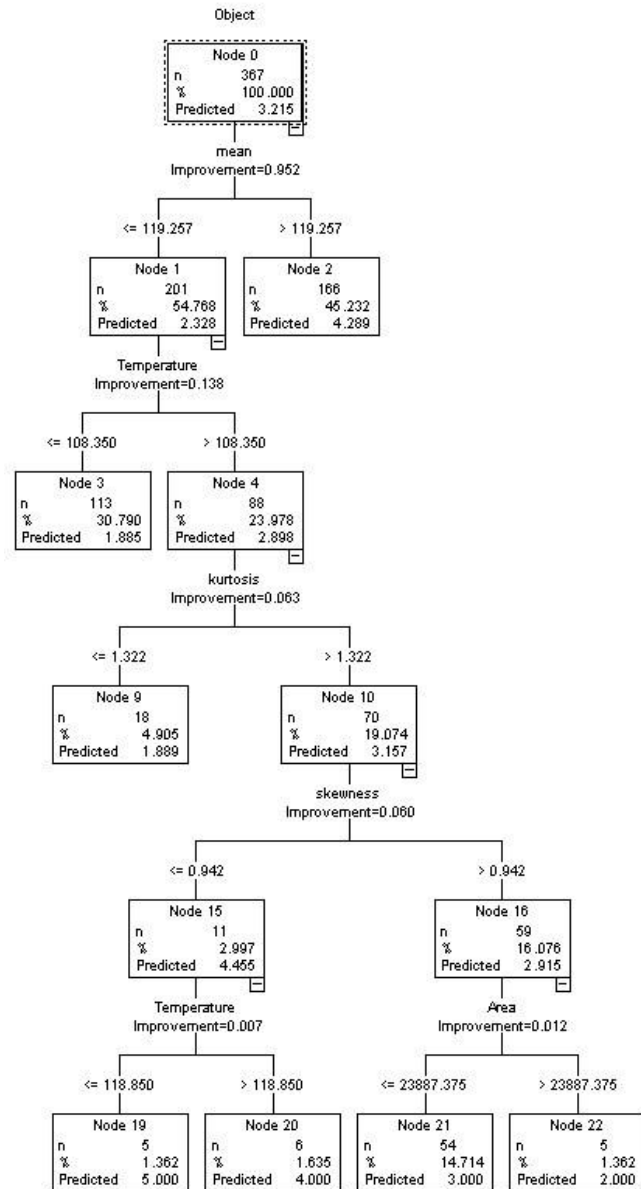 Object
Node 0
n 367
% 100.000
Predicted 3.215
mean
Improvement=0.952
<= 119.257 > 119.257
Node 1 Node 2
n 201 n 166
% 54.768 % 45.232
Predicted 2.328 Predicted 4.289
Temperature
Improvement=0.138
<= 108.350 > 108.350
Node 3 Node 4
n 113 n 88
% 30.790 % 23.978
Predicted 1.885 Predicted 2.898
kurtosis
Improvement=0.063
<= 1.322 > 1.322
Node 9 Node 10
n 18 n 70
% 4.905 % 19.074
Predicted 1.889 Predicted 3.157
skewness
Improvement=0.060
<= 0.942 > 0.942
Node 15 Node 16
n 11 n 59
% 2.997 % 16.076
Predicted 4.455 Predicted 2.915
Temperature Area
Improvement=0.007 Improvement=0.012
<= 118.850 > 118.850 <= 23887.375 > 23887.375
Node 19 Node 20 Node 21 Node 22
n 5 n 6 n 54 n 5
% 1.362 % 1.635 % 14.714 % 1.362
Predicted 5.000 Predicted 4.000 Predicted 3.000 Predicted 2.000